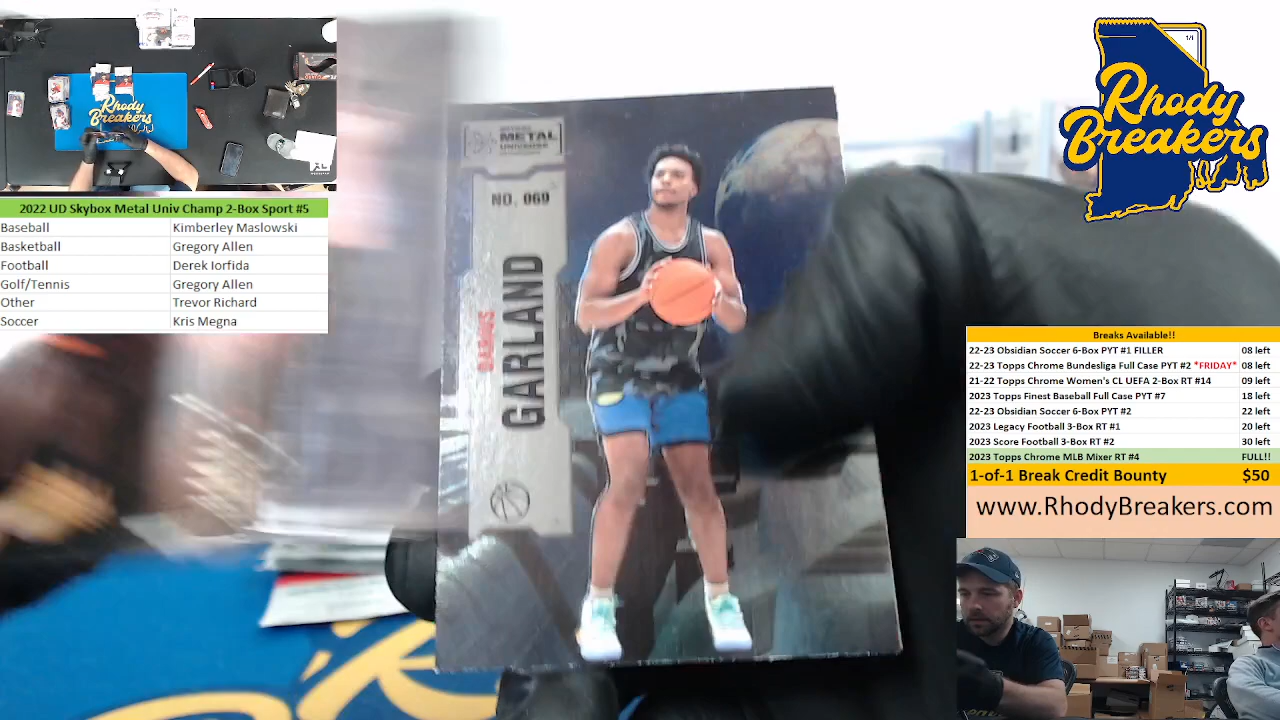 Rhody
Breakers
2022 UD Skybox Metal Univ Champ 2-Box Sport #5
Baseball Kimberley Maslowski
Basketball Gregory Allen
Football Derek Iorfida
Golf/Tennis Gregory Allen
Other Trevor Richard
Soccer Kris Megna
METAL
UNIVERSE
NO. 069
DARIUS
GARLAND
1/1
Rhody
Breakers
Breaks Available!!
22-23 Obsidian Soccer 6-Box PYT #1 FILLER 08 left
22-23 Topps Chrome Bundesliga Full Case PYT #2 *FRIDAY* 08 left
21-22 Topps Chrome Women's CL UEFA 2-Box RT #14 09 left
2023 Topps Finest Baseball Full Case PYT #7 18 left
22-23 Obsidian Soccer 6-Box PYT #2 22 left
2023 Legacy Football 3-Box RT #1 20 left
2023 Score Football 3-Box RT #2 30 left
2023 Topps Chrome MLB Mixer RT #4 FULL!!
1-of-1 Break Credit Bounty $50
www.RhodyBreakers.com